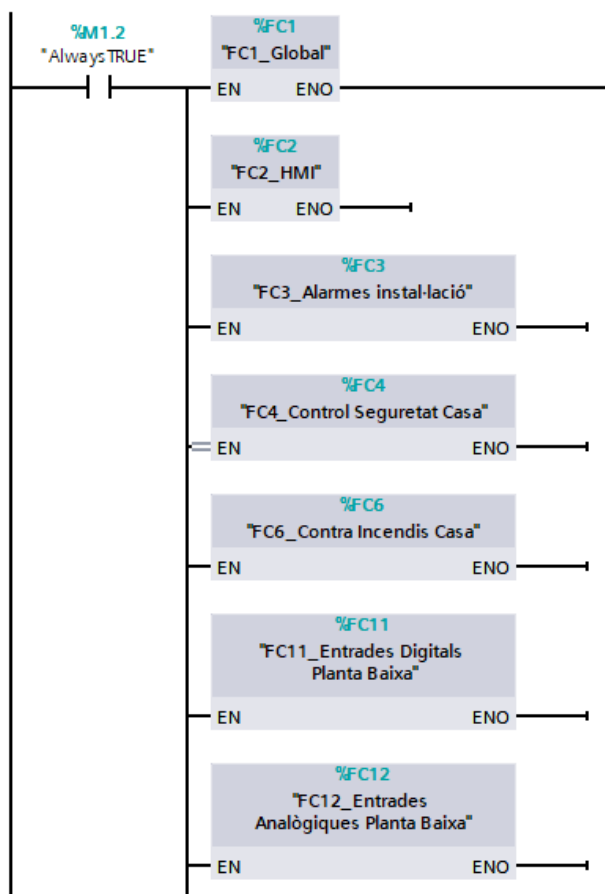 %M1.2
"AlwaysTRUE"
%FC1
"FC1_Global"
EN ENO
%FC2
"FC2_HMI"
EN ENO
%FC3
"FC3_Alarmes instal·lació"
EN ENO
%FC4
"FC4_Control Seguretat Casa"
EN ENO
%FC6
"FC6_Contra Incendis Casa"
EN ENO
%FC11
"FC11_Entrades Digitals
Planta Baixa"
EN ENO
%FC12
"FC12_Entrades
Analògiques Planta Baixa"
EN ENO